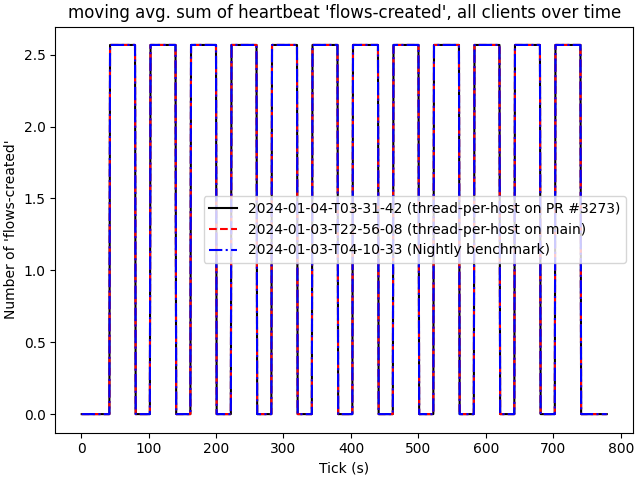 moving avg. sum of heartbeat 'flows-created', all clients over time
Number of 'flows-created'
2.5
2.0
1.5
1.0
0.5
0.0
2024-01-04-T03-31-42 (thread-per-host on PR #3273)
2024-01-03-T22-56-08 (thread-per-host on main)
2024-01-03-T04-10-33 (Nightly benchmark)
0 100 200 300 400 500 600 700 800
Tick (s)